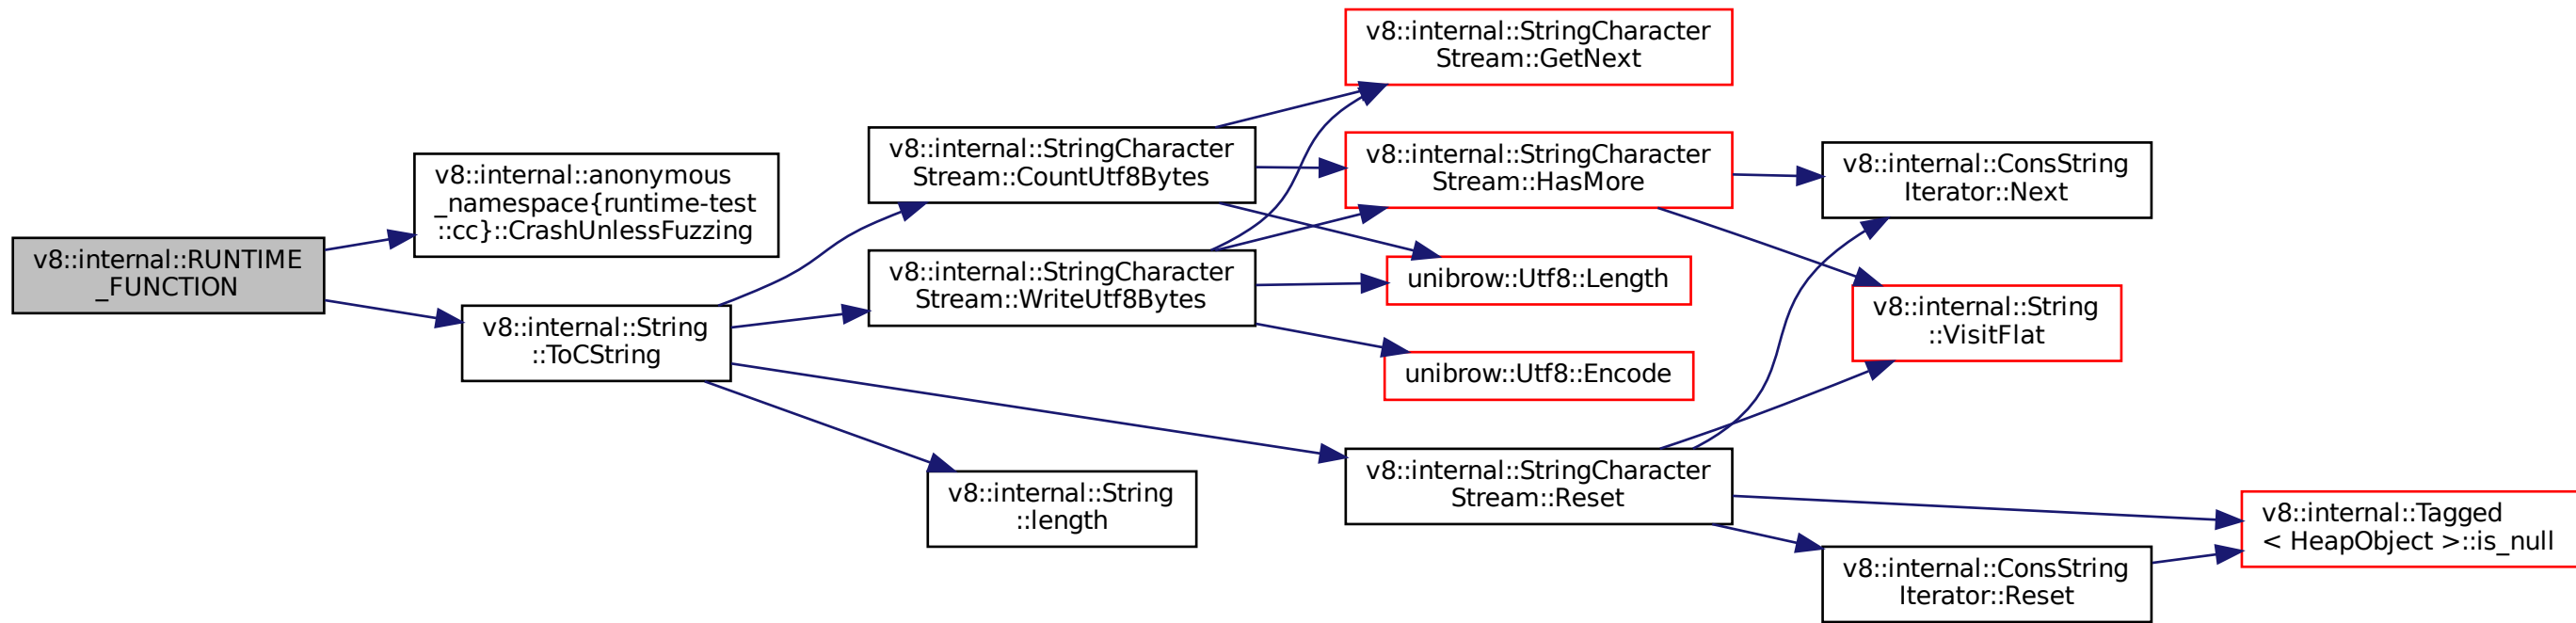 v8::internal::RUNTIME
_FUNCTION
v8::internal::anonymous
_namespace{runtime-test
::cc}::CrashUnlessFuzzing
v8::internal::String
::ToCString
v8::internal::StringCharacter
Stream::CountUtf8Bytes
v8::internal::StringCharacter
Stream::WriteUtf8Bytes
v8::internal::String
::length
v8::internal::StringCharacter
Stream::GetNext
v8::internal::StringCharacter
Stream::HasMore
unibrow::Utf8::Length
unibrow::Utf8::Encode
v8::internal::StringCharacter
Stream::Reset
v8::internal::ConsString
Iterator::Next
v8::internal::String
::VisitFlat
v8::internal::ConsString
Iterator::Reset
v8::internal::Tagged
< HeapObject >::is_null